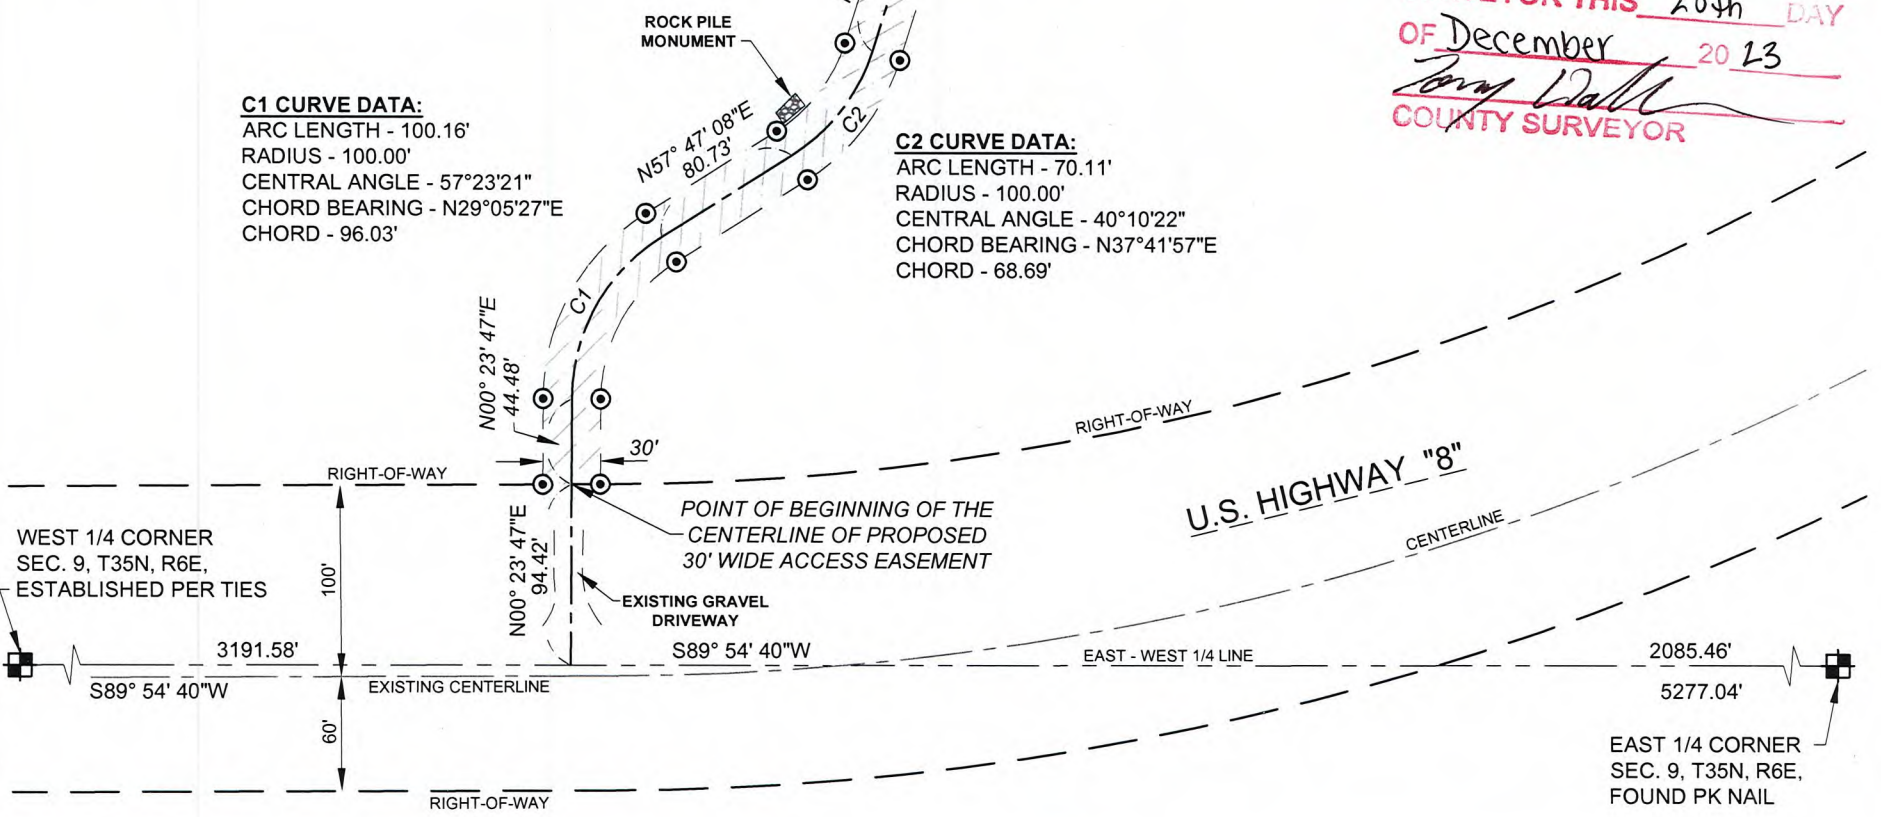 ROCK PILE
MONUMENT
THIS 20th DAY
OF December 2023
COUNTY SURVEYOR
C1 CURVE DATA:
ARC LENGTH - 100.16'
RADIUS - 100.00'
CENTRAL ANGLE - 57°23'21"
CHORD BEARING - N29°05'27"E
CHORD - 96.03'
N57° 47' 08"E
80.73'
C2
C2 CURVE DATA:
ARC LENGTH - 70.11'
RADIUS - 100.00'
CENTRAL ANGLE - 40°10'22"
CHORD BEARING - N37°41'57"E
CHORD - 68.69'
C1
N00° 23' 47"E
44.48'
30'
RIGHT-OF-WAY
RIGHT-OF-WAY
U.S. HIGHWAY "8"
CENTERLINE
POINT OF BEGINNING OF THE
CENTERLINE OF PROPOSED
30' WIDE ACCESS EASEMENT
N00° 23' 47"E
94.42'
EXISTING GRAVEL
DRIVEWAY
WEST 1/4 CORNER
SEC. 9, T35N, R6E,
ESTABLISHED PER TIES
100'
3191.58'
S89° 54' 40"W
EAST - WEST 1/4 LINE
2085.46'
S89° 54' 40"W
EXISTING CENTERLINE
5277.04'
60'
RIGHT-OF-WAY
EAST 1/4 CORNER
SEC. 9, T35N, R6E,
FOUND PK NAIL